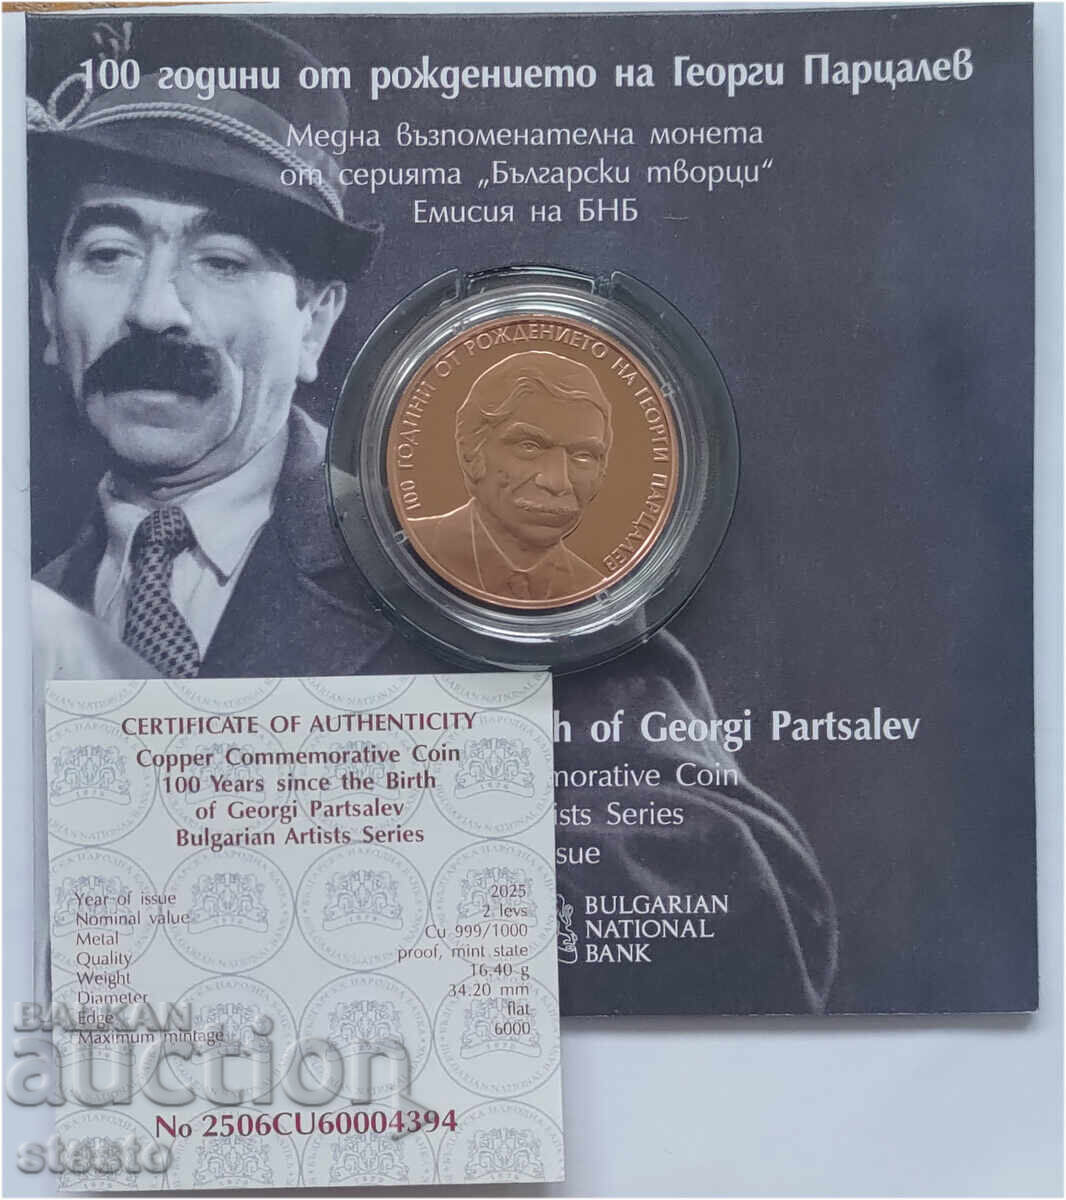 100 години от рождението на Георги Парцалев
Медна възпоменателна монета
от серията „Български творци“
Емисия на БНБ
100 ГОДИНИ ОТ РОЖДЕНИЕТО НА ГЕОРГИ ПАРЦАЛЕВ
h of Georgi Partsalev
morative Coin
ists Series
sue
BULGARIAN
NATIONAL
BANK
CERTIFICATE OF AUTHENTICITY
Copper Commemorative Coin
100 Years since the Birth
of Georgi Partsalev
Bulgarian Artists Series
Year of issue 2025
Nominal value 2 levs
Metal Cu 999/1000
Quality proof, mint state
Weight 16,40 g
Diameter 34.20 mm
Edge flat
Maximum mintage 6000
No 2506CU60004394
BALKAN
auction
stesto